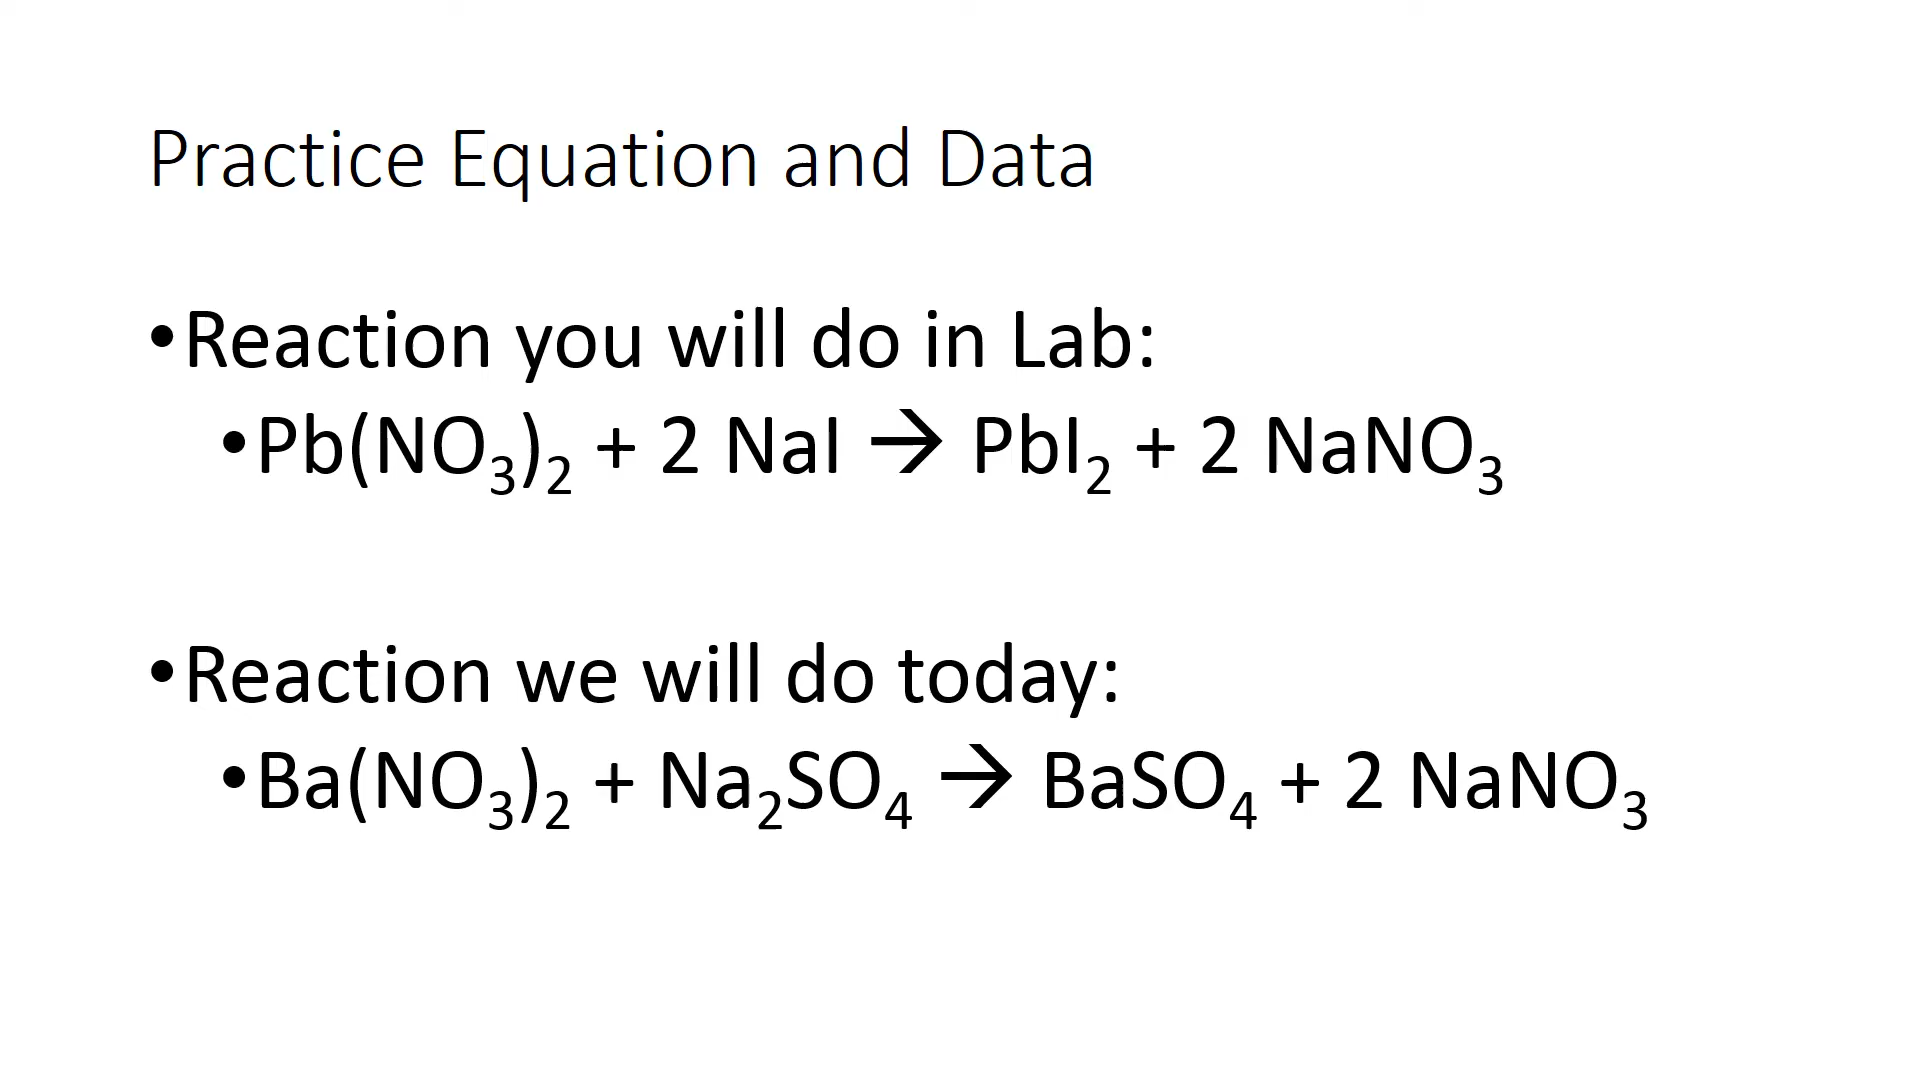 Practice Equation and Data
•Reaction you will do in Lab:
•Pb(NO₃)₂ + 2 NaI → PbI₂ + 2 NaNO₃
•Reaction we will do today:
•Ba(NO₃)₂ + Na₂SO₄ → BaSO₄ + 2 NaNO₃